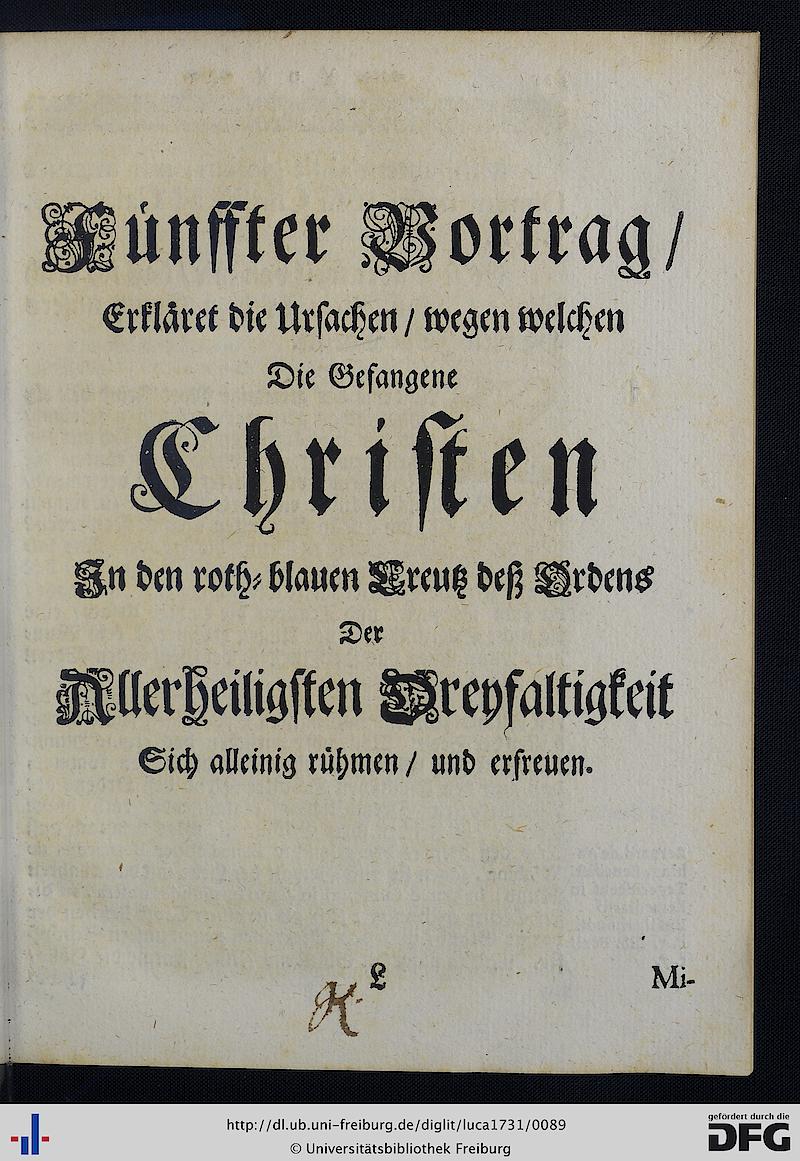 Fünffter Vortrag /
Erkläret die Ursachen / wegen welchen
Die Gefangene
Christen
In den roth-blauen Creutz deß Ordens
Der
Allerheiligsten Dreyfaltigkeit
Sich alleinig rühmen / und erfreuen.
L
K.
Mi-
http://dl.ub.uni-freiburg.de/diglit/luca1731/0089
© Universitätsbibliothek Freiburg
gefördert durch die
DFG